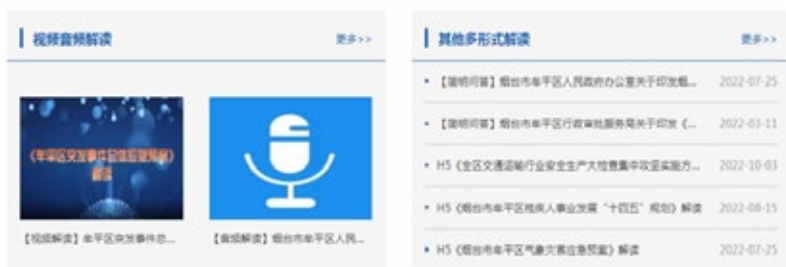 视频音频解读
更多>>
《牟平区突发事件总体应急预案》
解读
【视频解读】牟平区突发事件总...
【音频解读】烟台市牟平区人民...
其他多形式解读
更多>>
【简明问答】烟台市牟平区人民政府办公室关于印发烟... 2022-07-25
【简明问答】烟台市牟平区行政审批服务局关于印发《... 2022-03-11
H5《全区交通运输行业安全生产大检查集中攻坚实施方... 2022-10-03
H5《烟台市牟平区残疾人事业发展“十四五”规划》解读 2022-08-15
H5《烟台市牟平区气象灾害应急预案》解读 2022-07-25